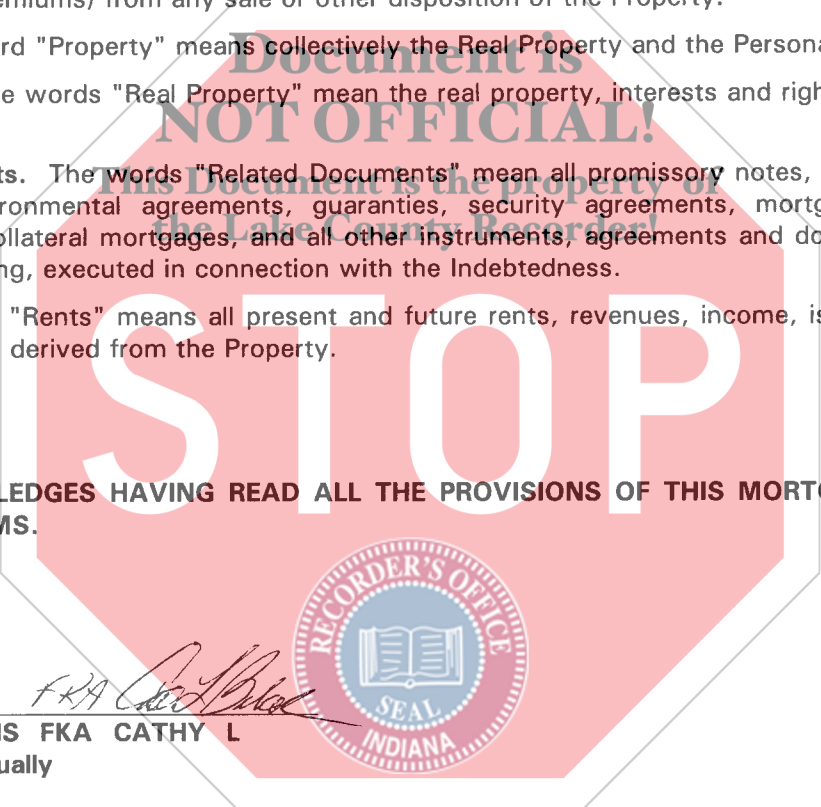 emiums) from any sale or other disposition of the Property.
rd "Property" means collectively the Real Property and the Persona
Document is
e words "Real Property" mean the real property, interests and righ
NOT OFFICIAL!
ts. The words "Related Documents" mean all promissory notes,
This Document is the property of
ronmental agreements, guaranties, security agreements, mortg
the Lake County Recorder!
ollateral mortgages, and all other instruments, agreements and do
ng, executed in connection with the Indebtedness.
"Rents" means all present and future rents, revenues, income, is
derived from the Property.
STOP
LEDGES HAVING READ ALL THE PROVISIONS OF THIS MORTG
MS.
RECORDER'S OFFICE
SEAL
INDIANA
FKA
IS FKA CATHY L
ually